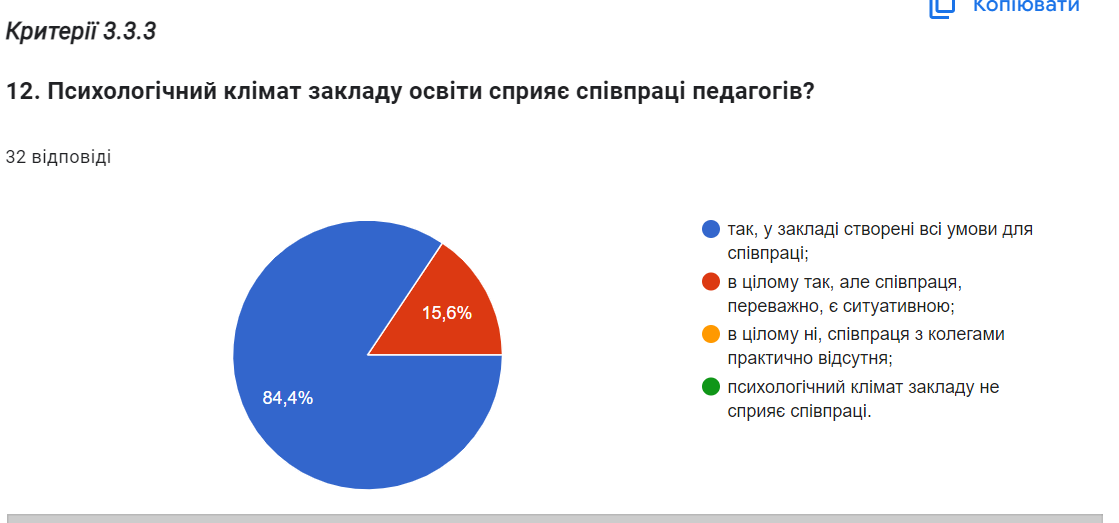 Копіювати
Критерії 3.3.3
12. Психологічний клімат закладу освіти сприяє співпраці педагогів?
32 відповіді
так, у закладі створені всі умови для
співпраці;
в цілому так, але співпраця,
переважно, є ситуативною;
в цілому ні, співпраця з колегами
практично відсутня;
психологічний клімат закладу не
сприяє співпраці.
15,6%
84,4%